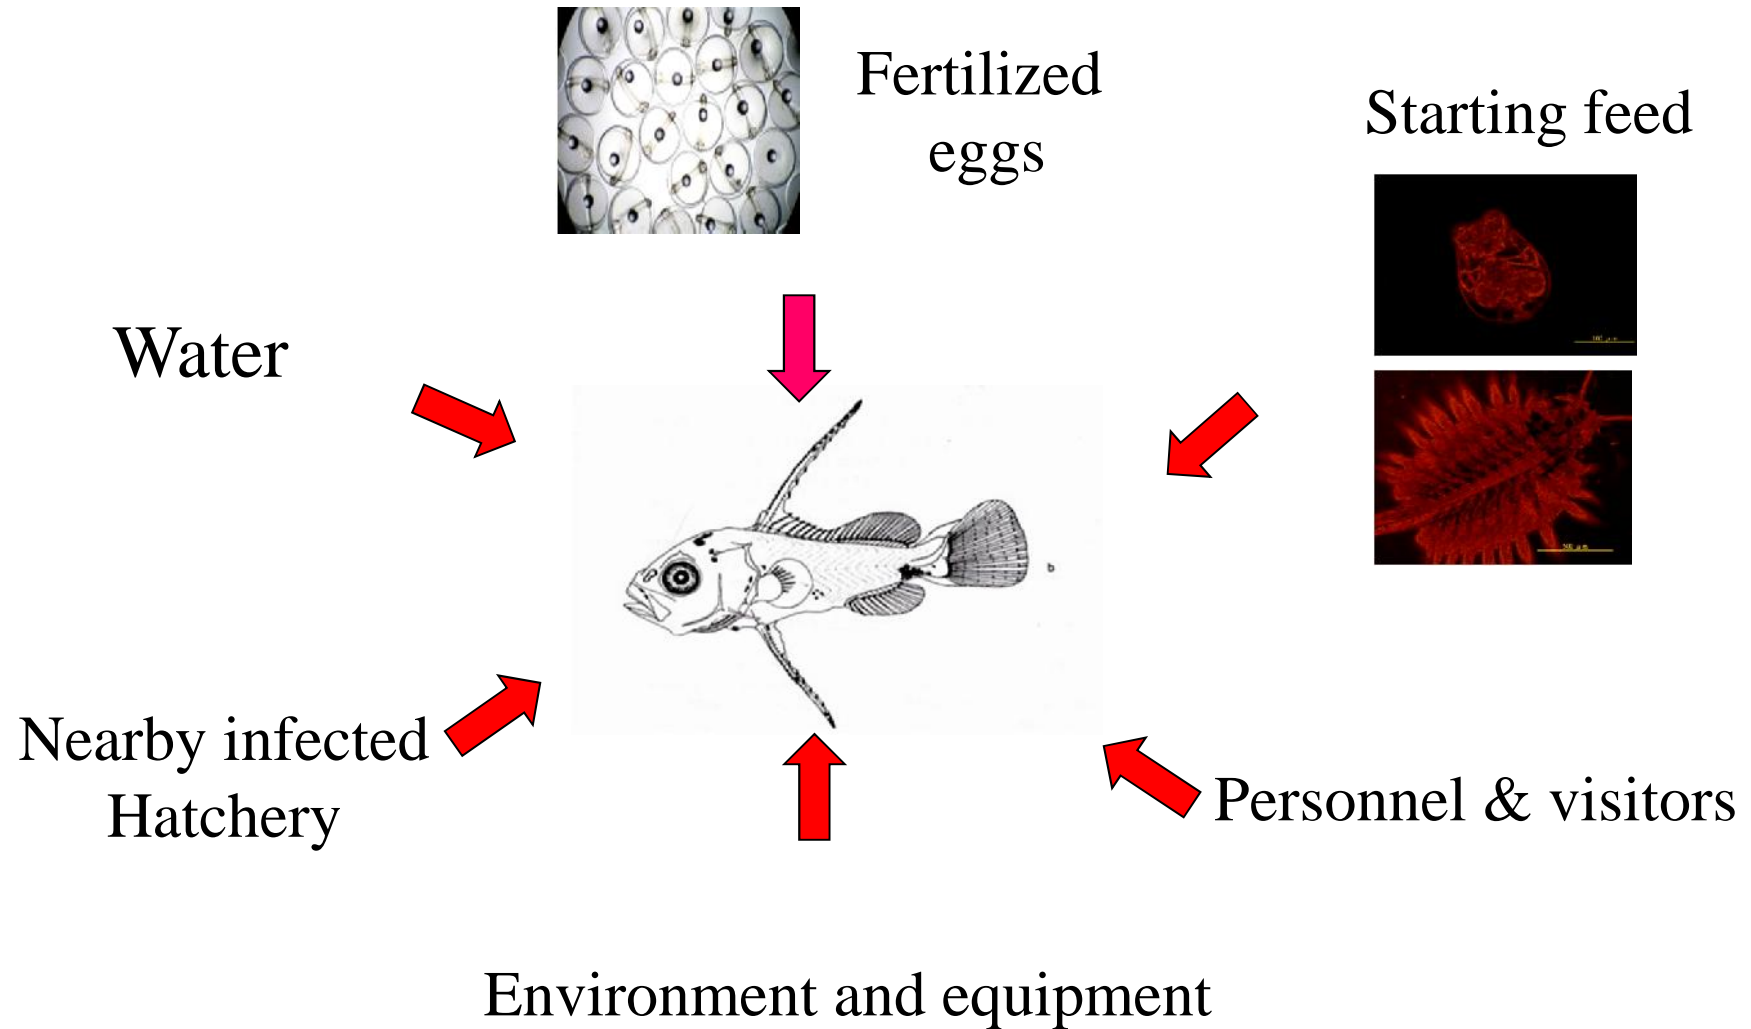 Fertilized
eggs
Starting feed
Water
Nearby infected
Hatchery
b
Personnel & visitors
Environment and equipment